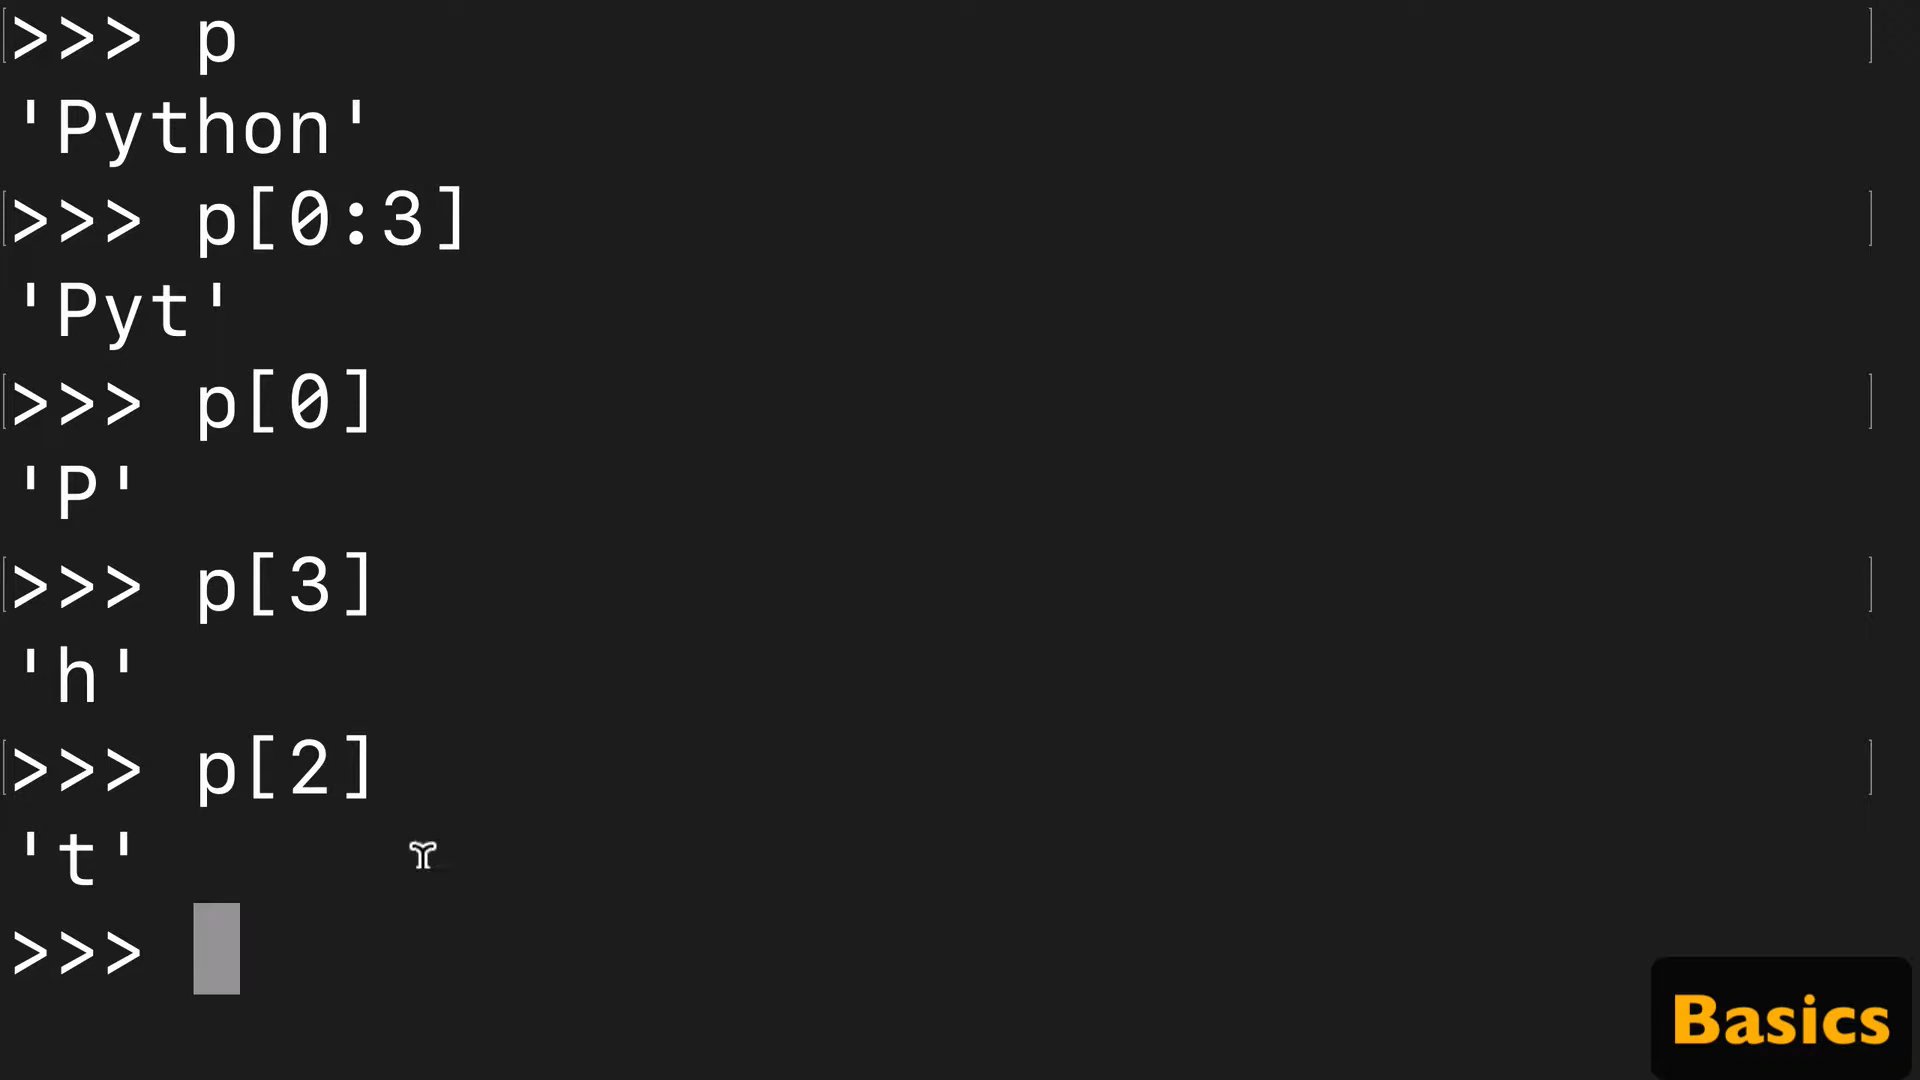 >>> p
'Python'
>>> p[0:3]
'Pyt'
>>> p[0]
'P'
>>> p[3]
'h'
>>> p[2]
't'
>>>
Basics